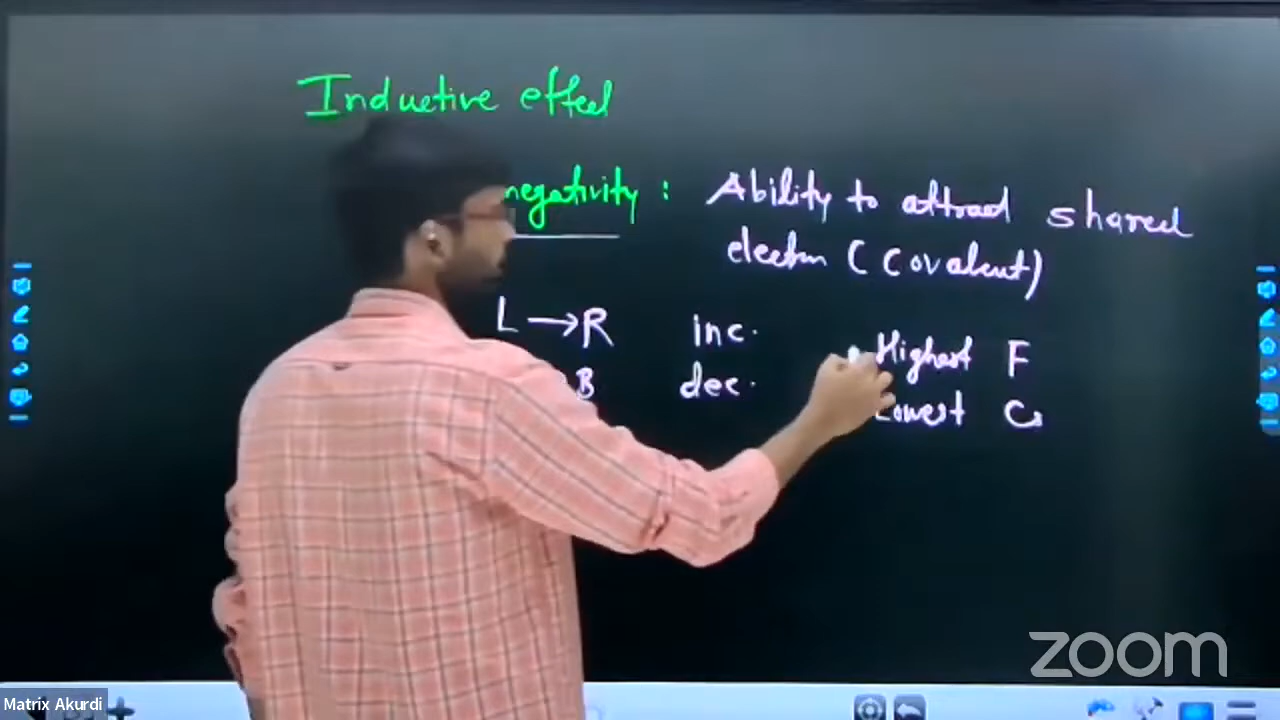 Inductive effect
negativity : Ability to attract shared
electron (Covalent)
L → R inc.
B dec.
Highest F
Lowest Cs
zoom
Matrix Akurdi